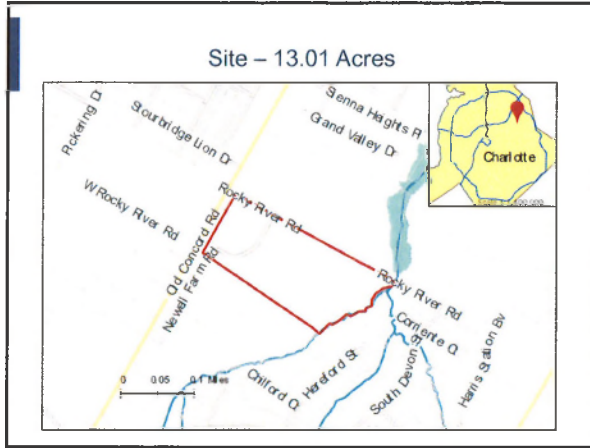 Site – 13.01 Acres
Pickering Dr
Stourbridge Lion Dr
Sienna Heights R
Grand Valley Dr
Charlotte
W Rocky River Rd
Rocky River Rd
Old Concord Rd
Newell Farm Rd
Rocky River Rd
Corriente Ct
Harris Station Bv
South Devon St
Hereford St
Chilford Ct
0 0.05 0.1 Miles